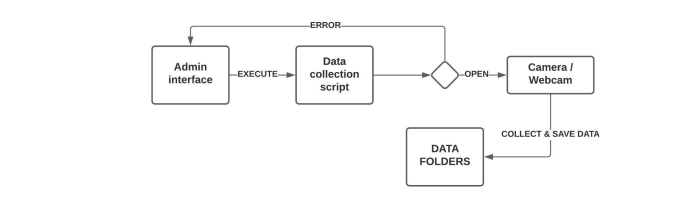 ERROR
Admin
interface
EXECUTE
Data
collection
script
OPEN
Camera /
Webcam
COLLECT & SAVE DATA
DATA
FOLDERS